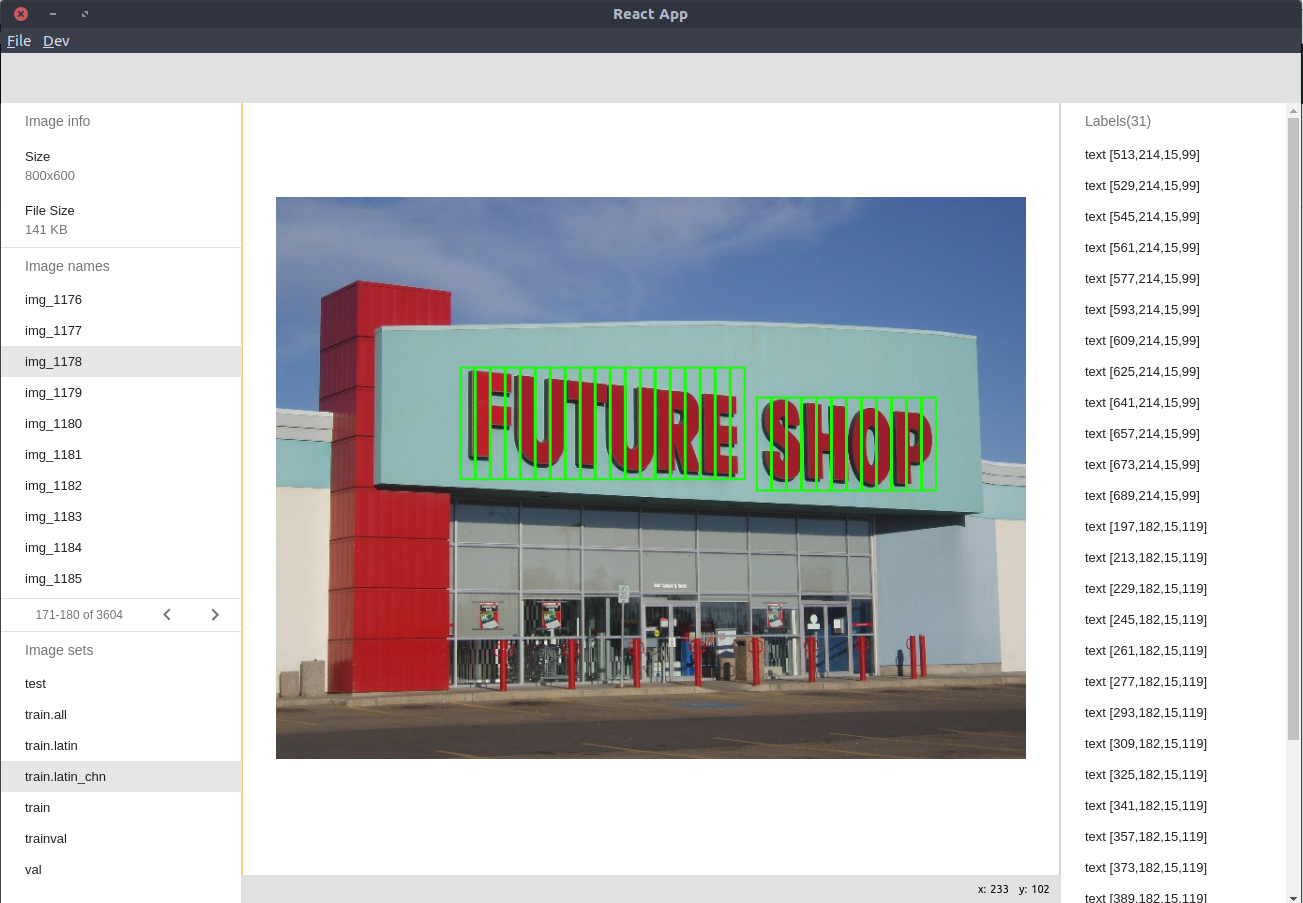 React App
File Dev
Image info
Size
800x600
File Size
141 KB
Image names
img_1176
img_1177
img_1178
img_1179
img_1180
img_1181
img_1182
img_1183
img_1184
img_1185
171-180 of 3604
Image sets
test
train.all
train.latin
train.latin_chn
train
trainval
val
FUTURE SHOP
x: 233 y: 102
Labels(31)
text [513,214,15,99]
text [529,214,15,99]
text [545,214,15,99]
text [561,214,15,99]
text [577,214,15,99]
text [593,214,15,99]
text [609,214,15,99]
text [625,214,15,99]
text [641,214,15,99]
text [657,214,15,99]
text [673,214,15,99]
text [689,214,15,99]
text [197,182,15,119]
text [213,182,15,119]
text [229,182,15,119]
text [245,182,15,119]
text [261,182,15,119]
text [277,182,15,119]
text [293,182,15,119]
text [309,182,15,119]
text [325,182,15,119]
text [341,182,15,119]
text [357,182,15,119]
text [373,182,15,119]
text [389,182,15,119]